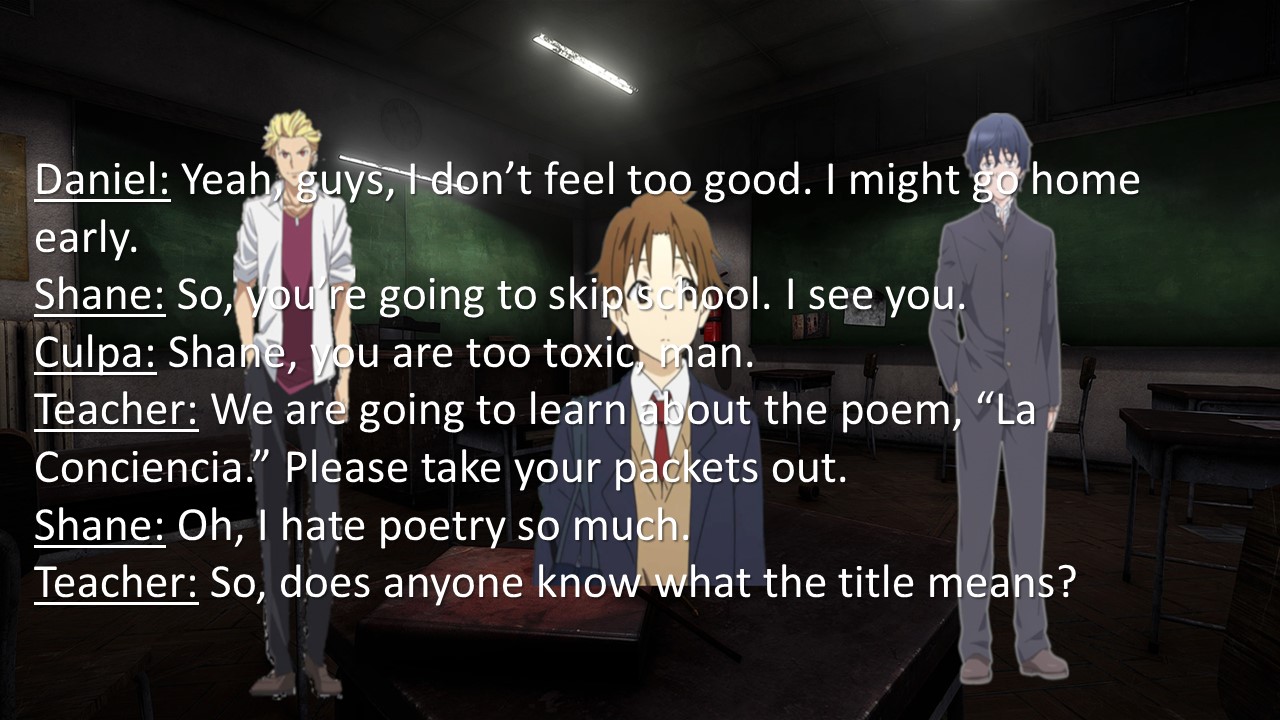 Daniel: Yeah, guys, I don’t feel too good. I might go home
early.
Shane: So, you’re going to skip school. I see you.
Culpa: Shane, you are too toxic, man.
Teacher: We are going to learn about the poem, “La
Conciencia.” Please take your packets out.
Shane: Oh, I hate poetry so much.
Teacher: So, does anyone know what the title means?